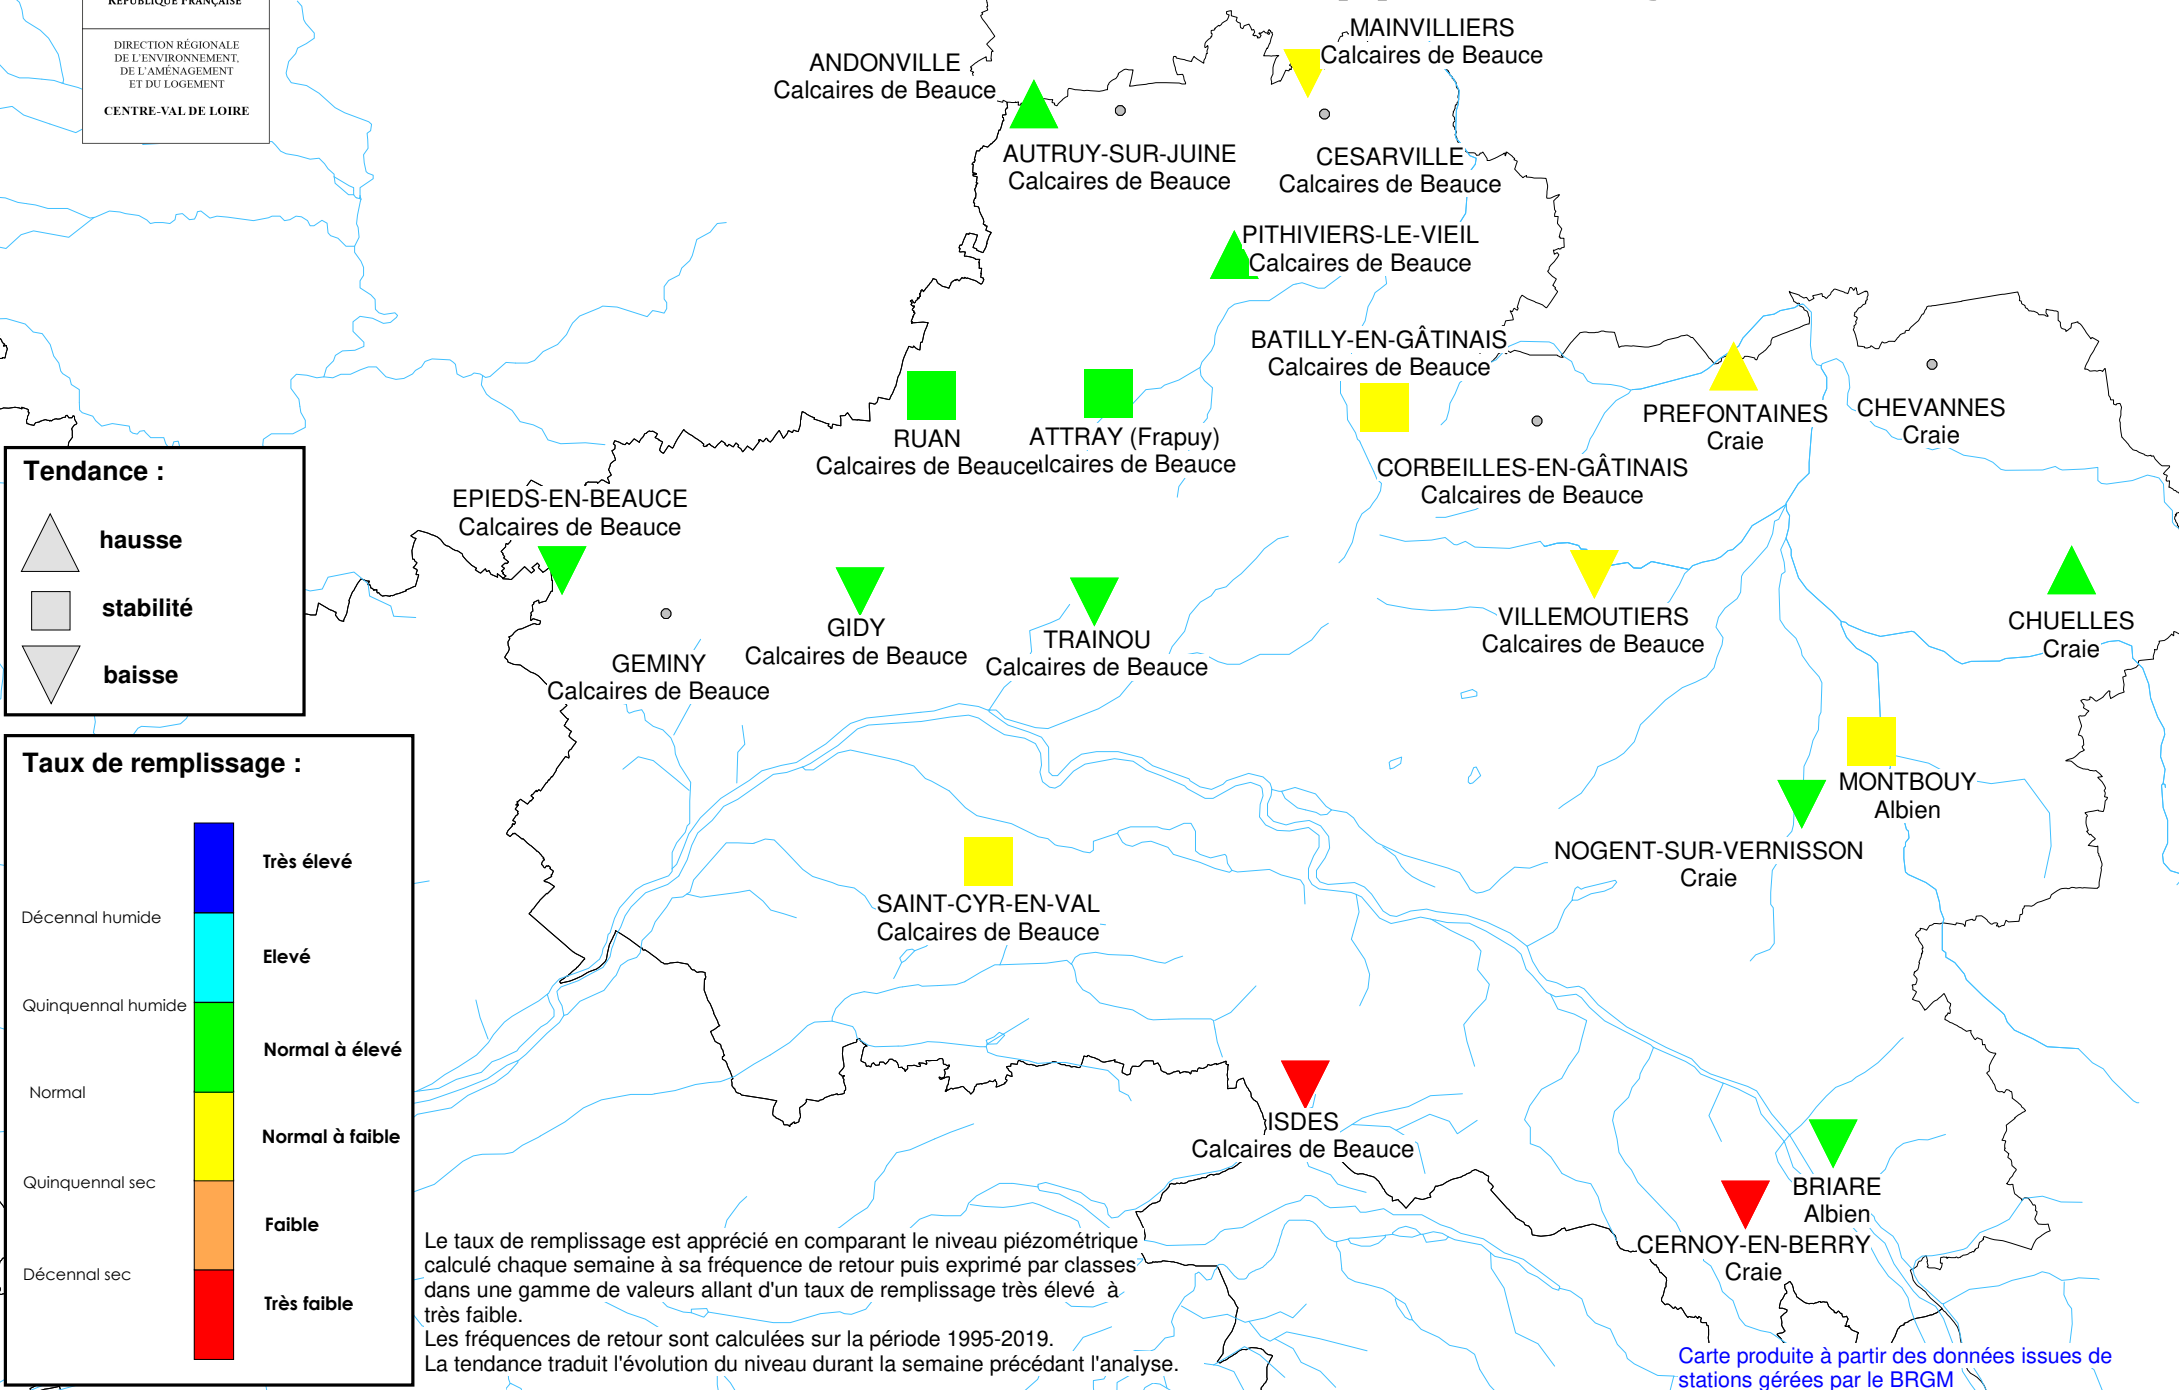 RÉPUBLIQUE FRANÇAISE
DIRECTION RÉGIONALE
DE L'ENVIRONNEMENT,
DE L'AMÉNAGEMENT
ET DU LOGEMENT
CENTRE-VAL DE LOIRE
MAINVILLIERS
Calcaires de Beauce
ANDONVILLE
Calcaires de Beauce
AUTRUY-SUR-JUINE
Calcaires de Beauce
CESARVILLE
Calcaires de Beauce
PITHIVIERS-LE-VIEIL
Calcaires de Beauce
BATILLY-EN-GÂTINAIS
Calcaires de Beauce
PREFONTAINES
Craie
CHEVANNES
Craie
RUAN
Calcaires de Beauce
ATTRAY (Frapuy)
alcaires de Beauce
CORBEILLES-EN-GÂTINAIS
Calcaires de Beauce
EPIEDS-EN-BEAUCE
Calcaires de Beauce
GEMINY
Calcaires de Beauce
GIDY
Calcaires de Beauce
TRAINOU
Calcaires de Beauce
VILLEMOUTIERS
Calcaires de Beauce
CHUELLES
Craie
MONTBOUY
Albien
NOGENT-SUR-VERNISSON
Craie
SAINT-CYR-EN-VAL
Calcaires de Beauce
ISDES
Calcaires de Beauce
BRIARE
Albien
CERNOY-EN-BERRY
Craie
Tendance :
hausse
stabilité
baisse
Taux de remplissage :
Très élevé
Décennal humide
Elevé
Quinquennal humide
Normal à élevé
Normal
Normal à faible
Quinquennal sec
Faible
Décennal sec
Très faible
Le taux de remplissage est apprécié en comparant le niveau piézométrique
calculé chaque semaine à sa fréquence de retour puis exprimé par classes
dans une gamme de valeurs allant d'un taux de remplissage très élevé à
très faible.
Les fréquences de retour sont calculées sur la période 1995-2019.
La tendance traduit l'évolution du niveau durant la semaine précédant l'analyse.
Carte produite à partir des données issues de
stations gérées par le BRGM